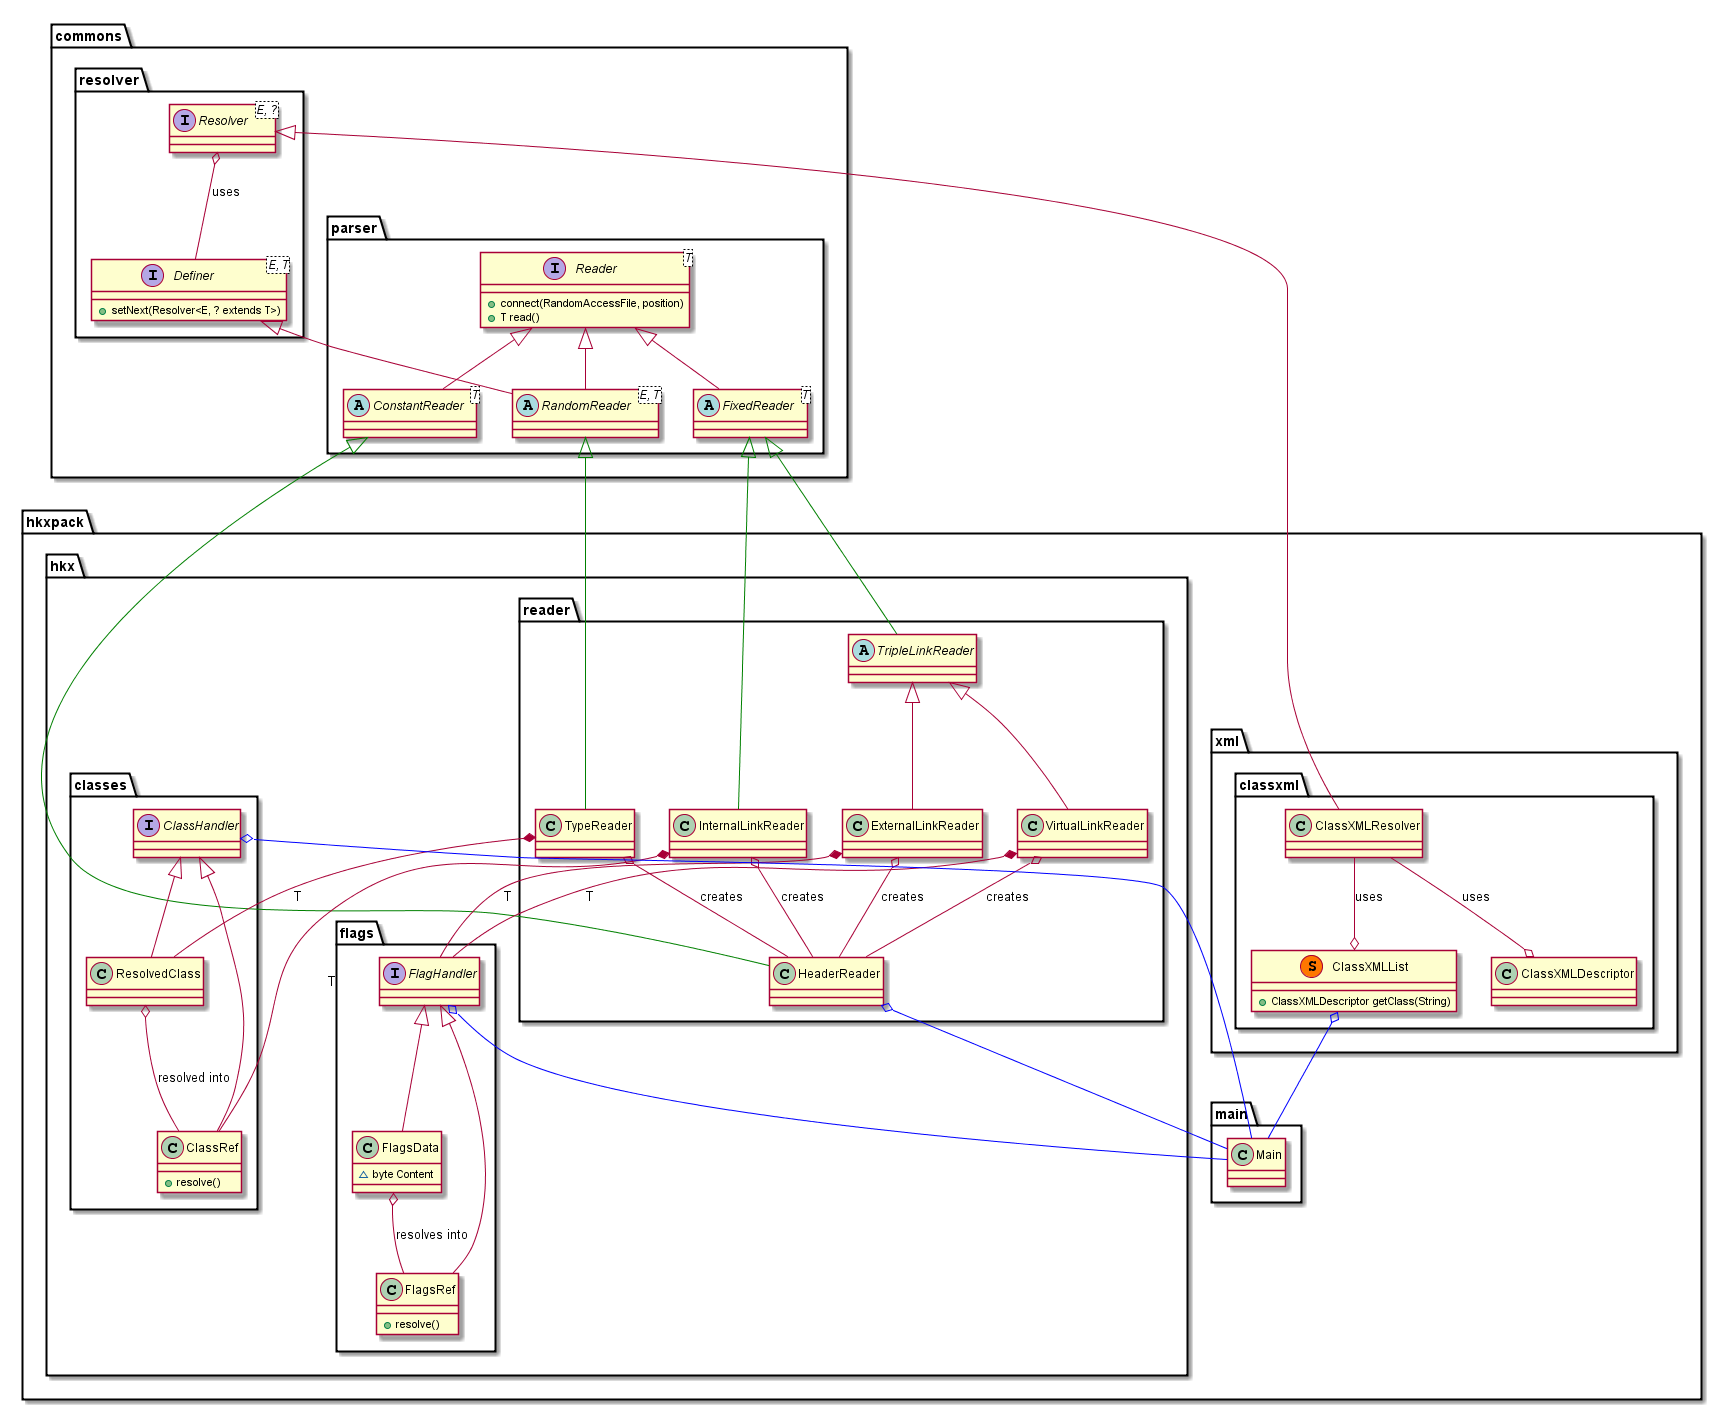 commons
resolver
E, ?
I Resolver
uses
parser
E, T
I Definer
setNext(Resolver<E, ? extends T>)
T
I Reader
connect(RandomAccessFile, position)
T read()
T
A ConstantReader
E, T
A RandomReader
T
A FixedReader
hkxpack
hkx
reader
A TripleLinkReader
xml
classes
classxml
I ClassHandler
C TypeReader
C InternalLinkReader
C ExternalLinkReader
C VirtualLinkReader
C ClassXMLResolver
T
T
T
creates
creates
creates
creates
uses
uses
flags
C ResolvedClass
T
I FlagHandler
C HeaderReader
S ClassXMLList
ClassXMLDescriptor getClass(String)
C ClassXMLDescriptor
resolved into
main
C ClassRef
resolve()
C FlagsData
byte Content
C Main
resolves into
C FlagsRef
resolve()